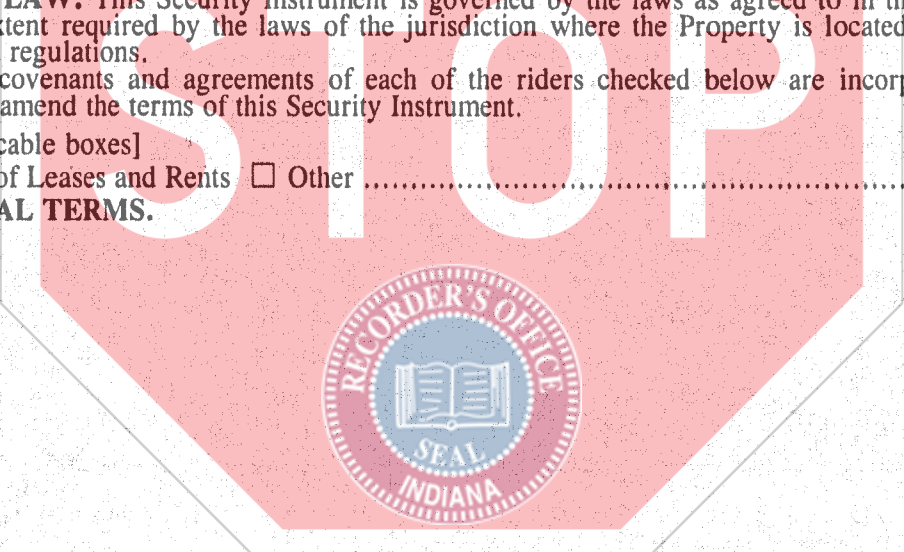 LAW. This Security Instrument is governed by the laws as agreed to in th
xtent required by the laws of the jurisdiction where the Property is located
regulations.
covenants and agreements of each of the riders checked below are incorp
amend the terms of this Security Instrument.
cable boxes]
of Leases and Rents ☐ Other ........................................................................
AL TERMS.
STOP
RECORDER'S OFFICE
SEAL
INDIANA